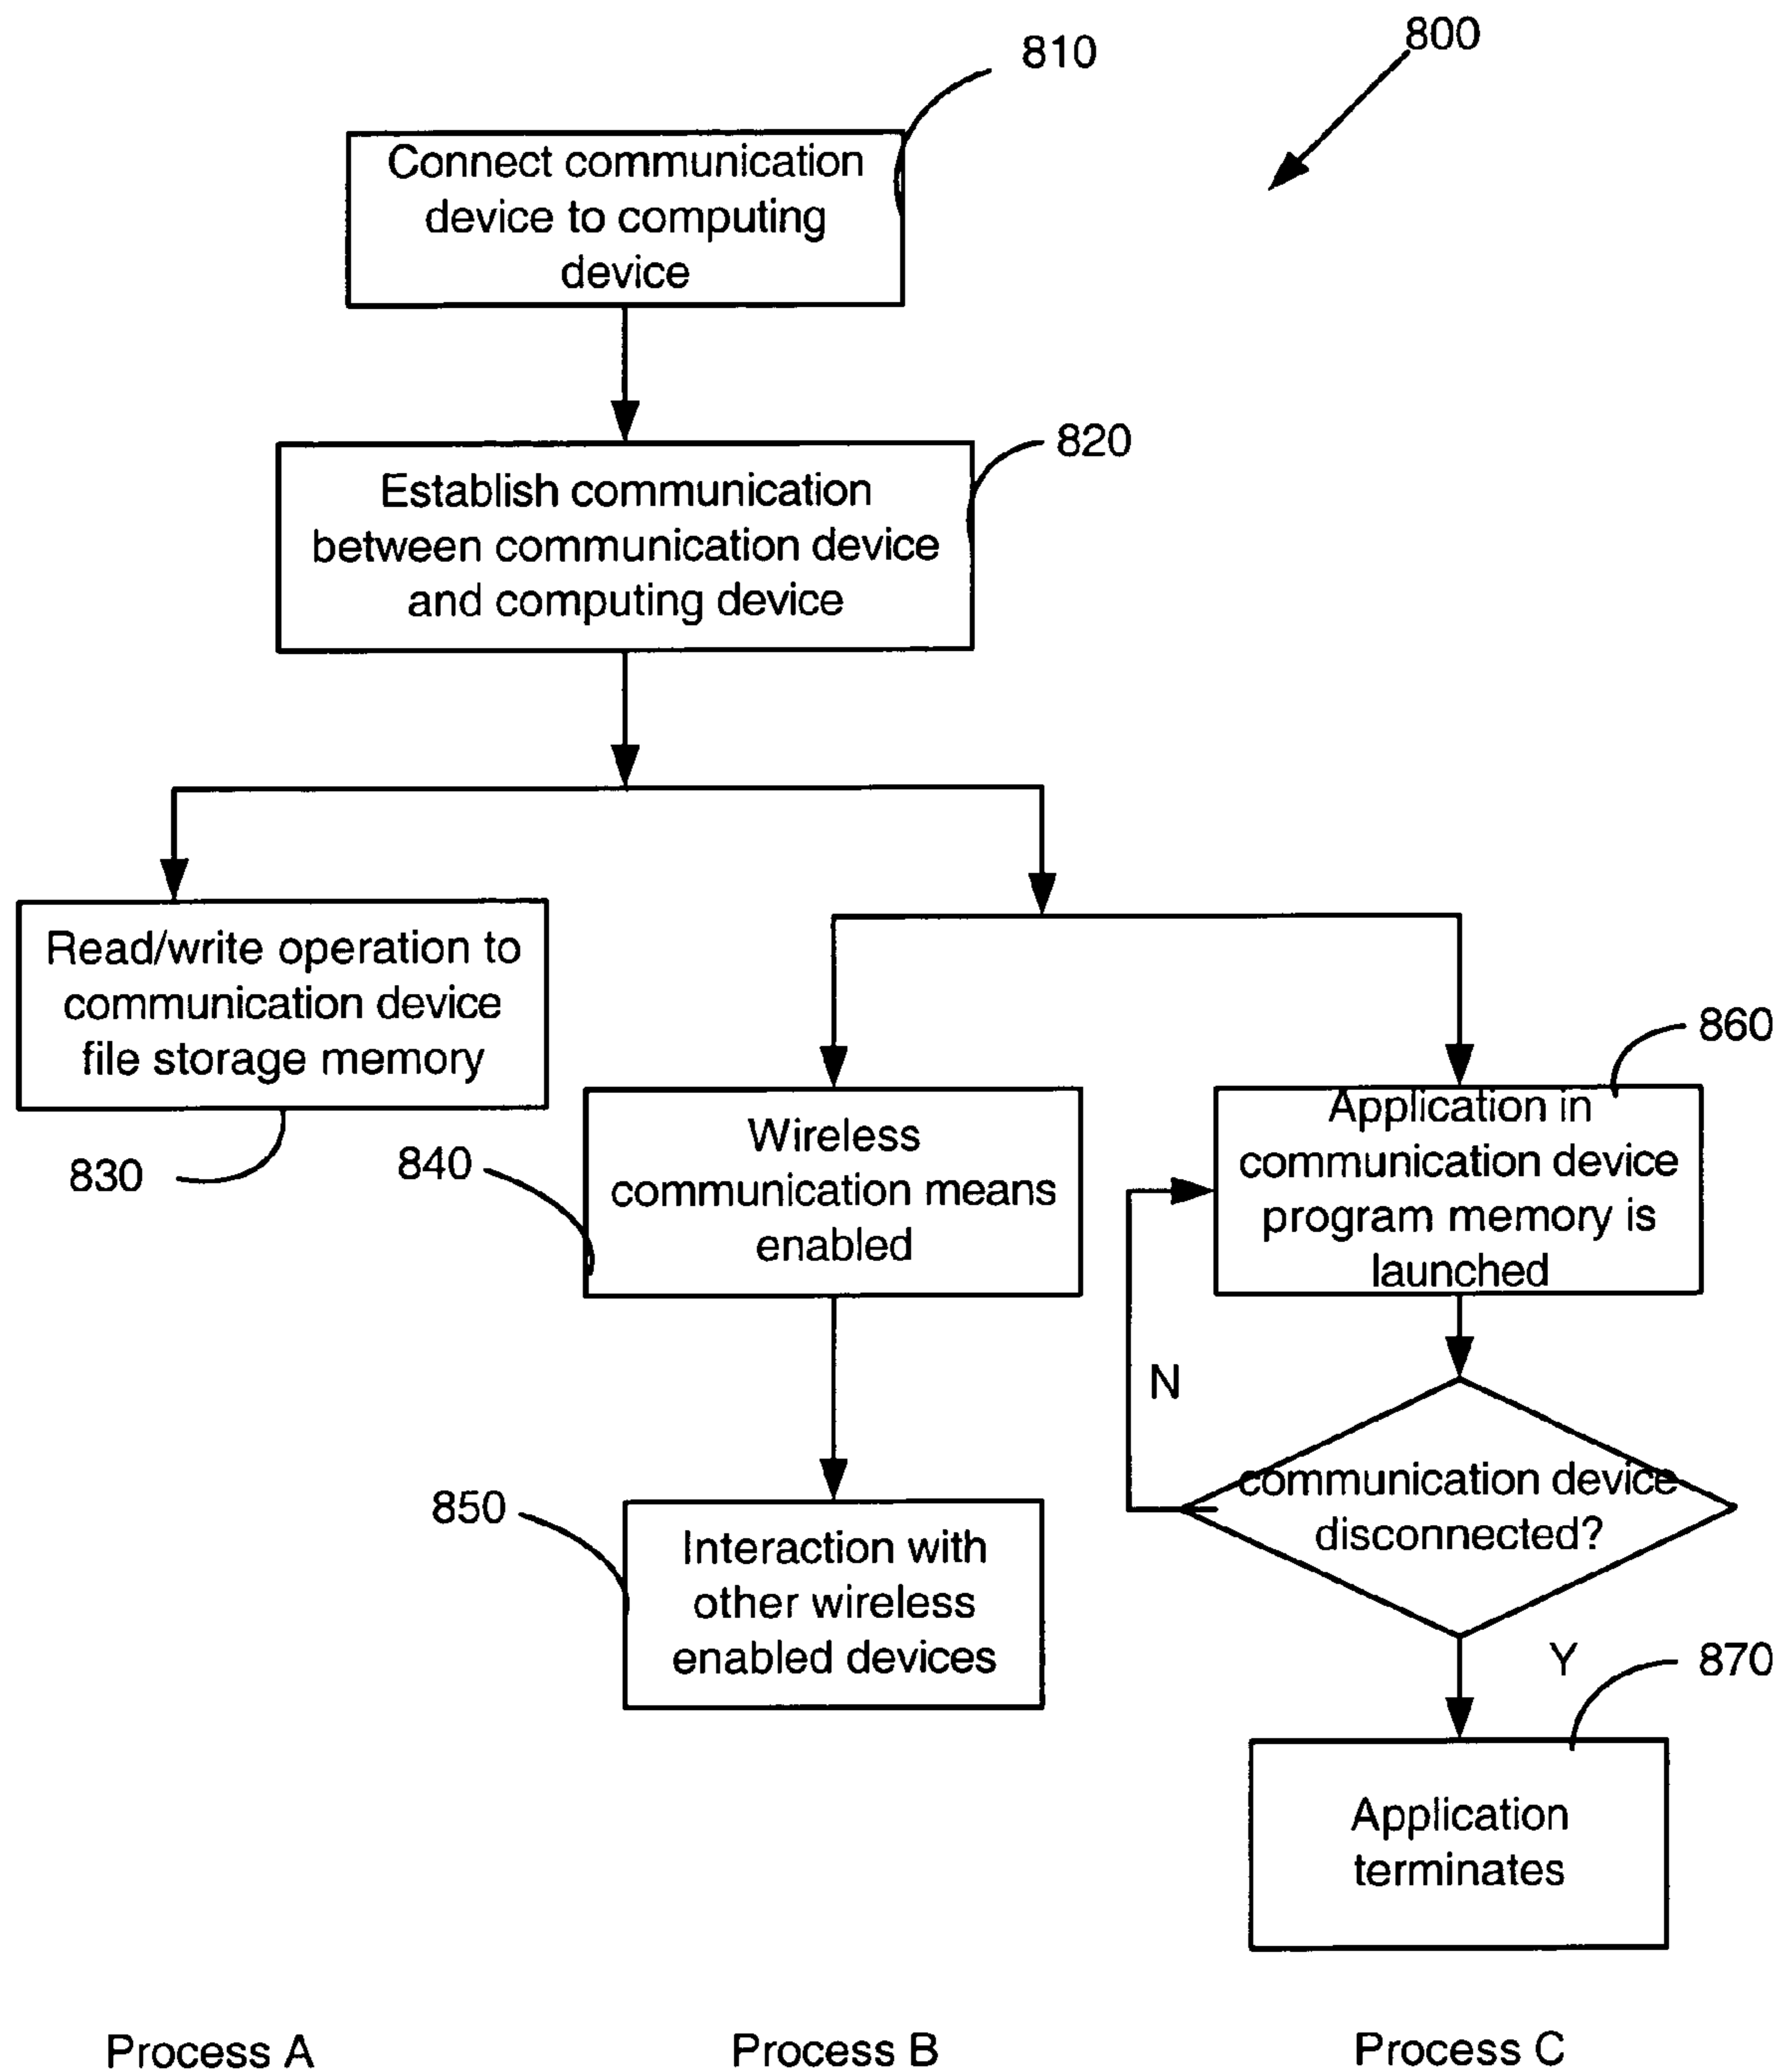 810
800
Connect communication
device to computing
device
820
Establish communication
between communication device
and computing device
Read/write operation to
communication device
file storage memory
830
840
Wireless
communication means
enabled
860
Application in
communication device
program memory is
launched
N
850
Interaction with
other wireless
enabled devices
communication device
disconnected?
Y
870
Application
terminates
Process A
Process B
Process C